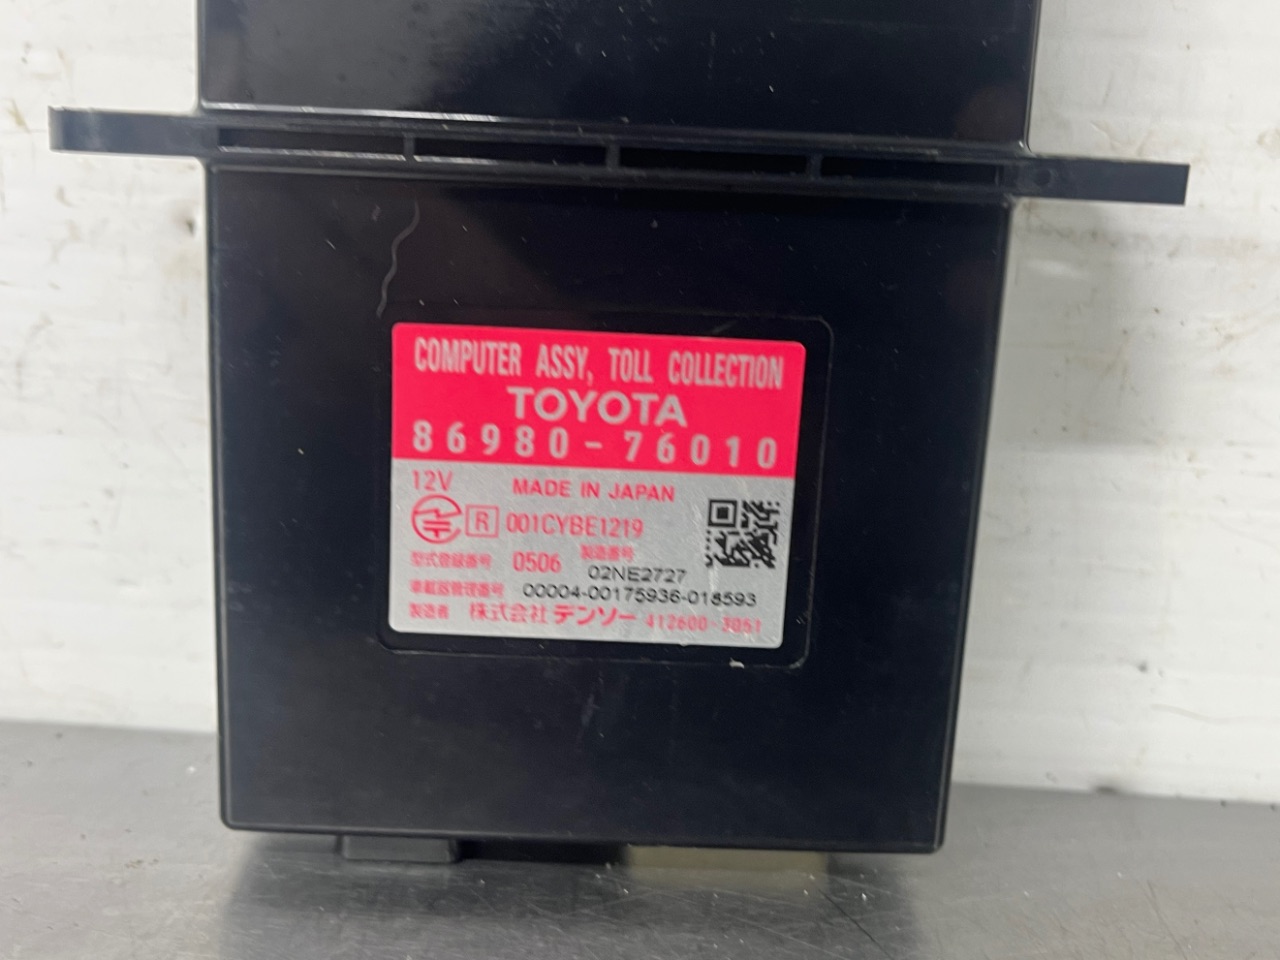 COMPUTER ASSY, TOLL COLLECTION
TOYOTA
86980-76010
12V MADE IN JAPAN
R 001CYBE1219
型式登録番号 0506 製造番号 02NE2727
車載器管理番号 00004-00175936-018593
製造者 株式会社 デンソー 412600-3051